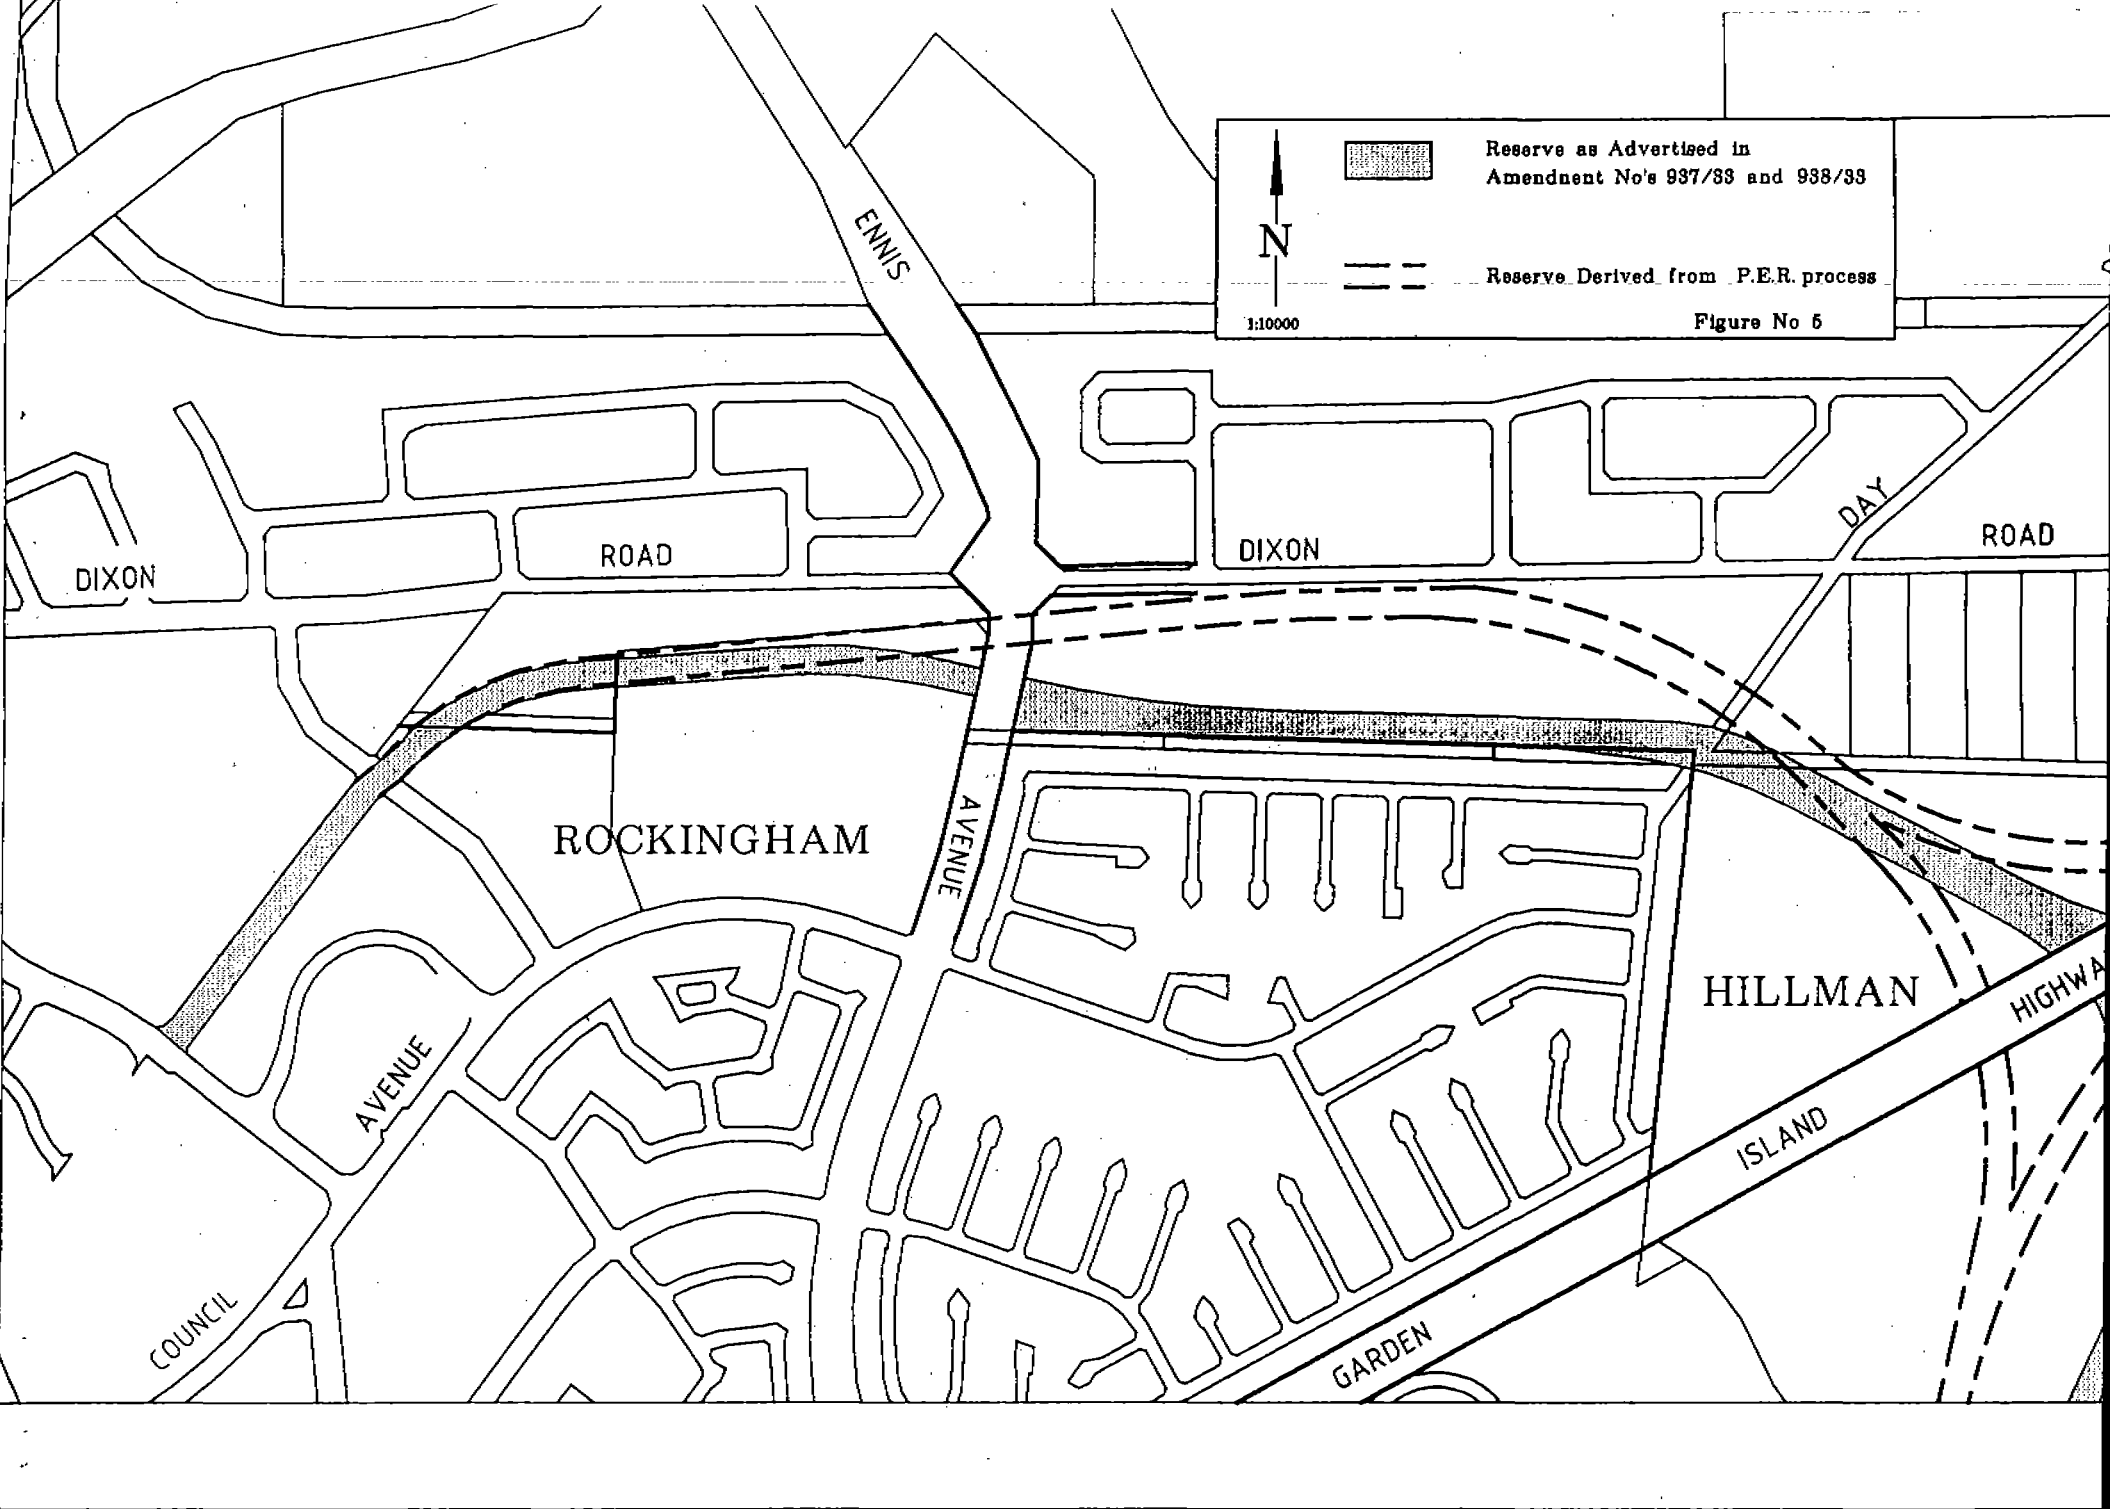 Reserve as Advertised in
Amendment No's 937/33 and 938/33
N
Reserve Derived from P.E.R. process
1:10000
Figure No 5
ENNIS
DIXON
ROAD
DIXON
DAY
ROAD
ROCKINGHAM
AVENUE
HILLMAN
HIGHWA
AVENUE
ISLAND
COUNCIL
GARDEN